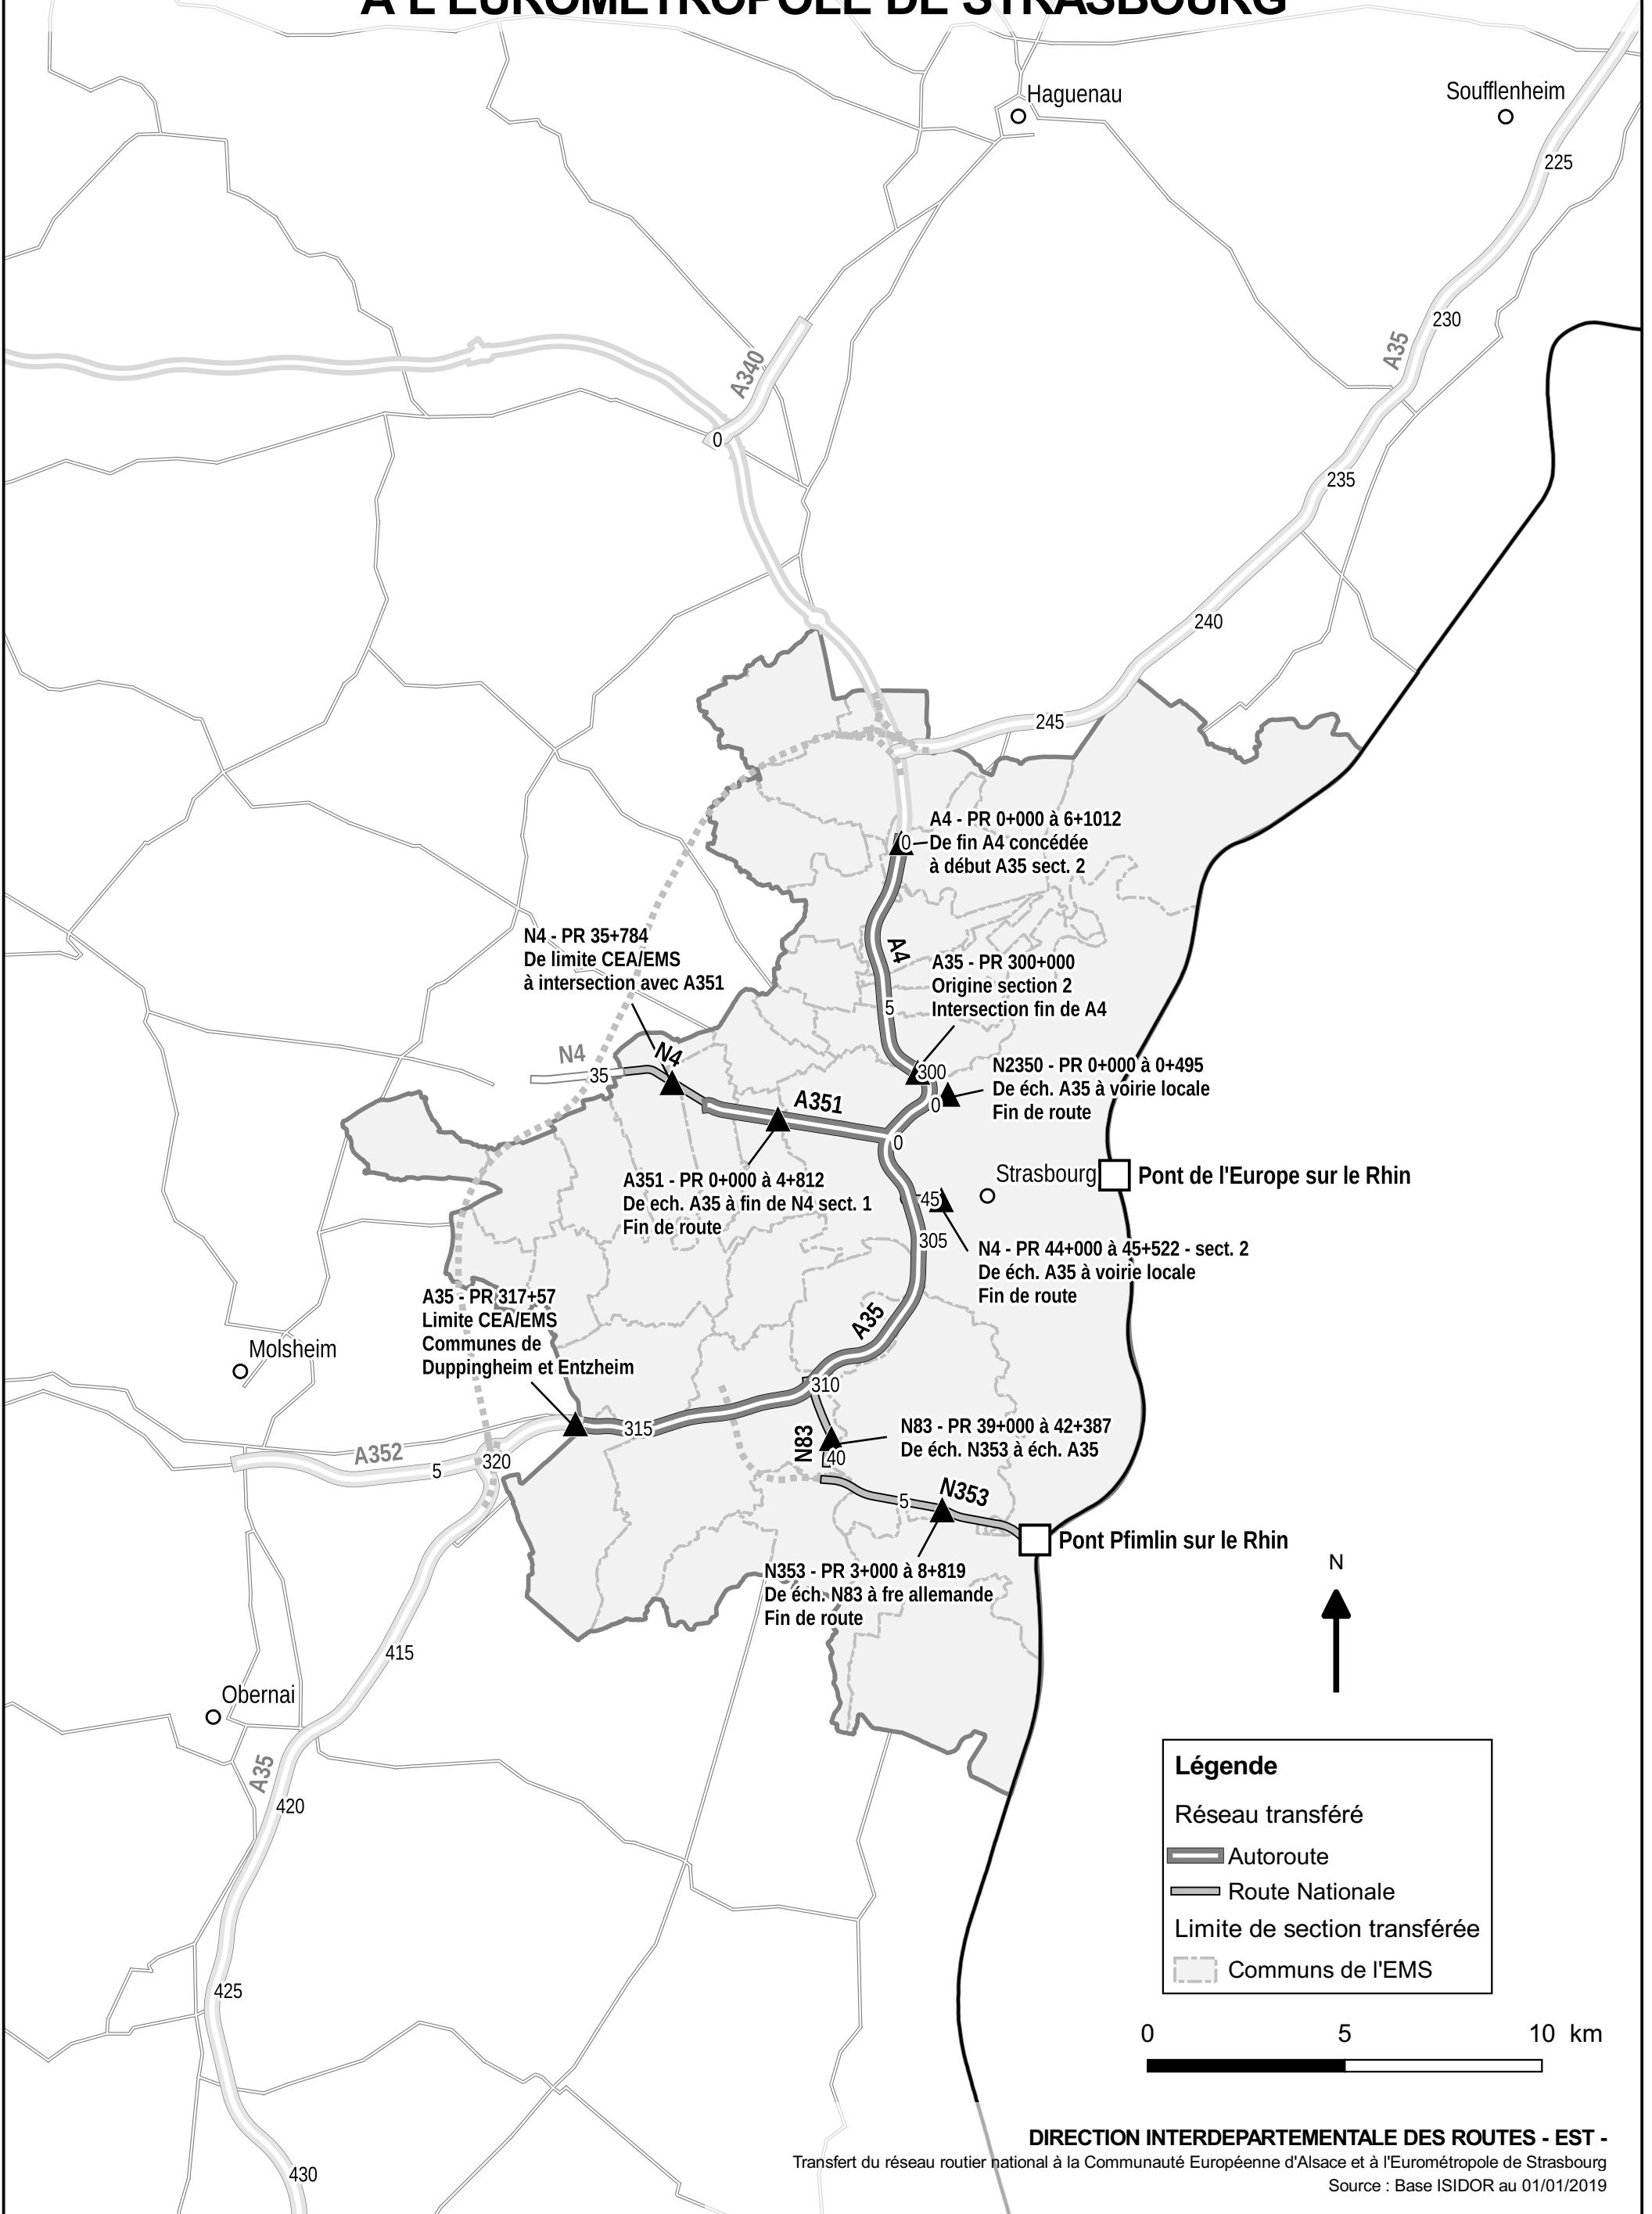 A L'EUROMETROPOLE DE STRASBOURG
Haguenau
Soufflenheim
225
230
A35
A340
0
235
240
245
A4 - PR 0+000 à 6+1012
De fin A4 concédée
à début A35 sect. 2
0
N4 - PR 35+784
De limite CEA/EMS
à intersection avec A351
A4
A35 - PR 300+000
Origine section 2
Intersection fin de A4
5
N4
N4
35
300
N2350 - PR 0+000 à 0+495
De éch. A35 à voirie locale
Fin de route
A351
0
0
Strasbourg
Pont de l'Europe sur le Rhin
A351 - PR 0+000 à 4+812
De ech. A35 à fin de N4 sect. 1
Fin de route
45
305
N4 - PR 44+000 à 45+522 - sect. 2
De éch. A35 à voirie locale
Fin de route
A35 - PR 317+57
Limite CEA/EMS
Communes de
Duppingheim et Entzheim
A35
Molsheim
310
315
N83 - PR 39+000 à 42+387
De éch. N353 à éch. A35
N83
A352
5
320
40
5
N353
Pont Pfimlin sur le Rhin
N353 - PR 3+000 à 8+819
De éch. N83 à fre allemande
Fin de route
N
415
Obernai
A35
420
425
430
Légende
Réseau transféré
Autoroute
Route Nationale
Limite de section transférée
Communs de l'EMS
0 5 10 km
DIRECTION INTERDEPARTEMENTALE DES ROUTES - EST -
Transfert du réseau routier national à la Communauté Européenne d'Alsace et à l'Eurométropole de Strasbourg
Source : Base ISIDOR au 01/01/2019